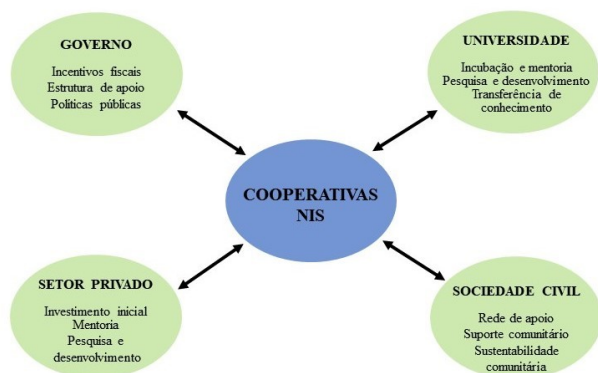 GOVERNO
Incentivos fiscais
Estrutura de apoio
Políticas públicas
UNIVERSIDADE
Incubação e mentoria
Pesquisa e desenvolvimento
Transferência de
conhecimento
COOPERATIVAS
NIS
SETOR PRIVADO
Investimento inicial
Mentoria
Pesquisa e
desenvolvimento
SOCIEDADE CIVIL
Rede de apoio
Suporte comunitário
Sustentabilidade
comunitária